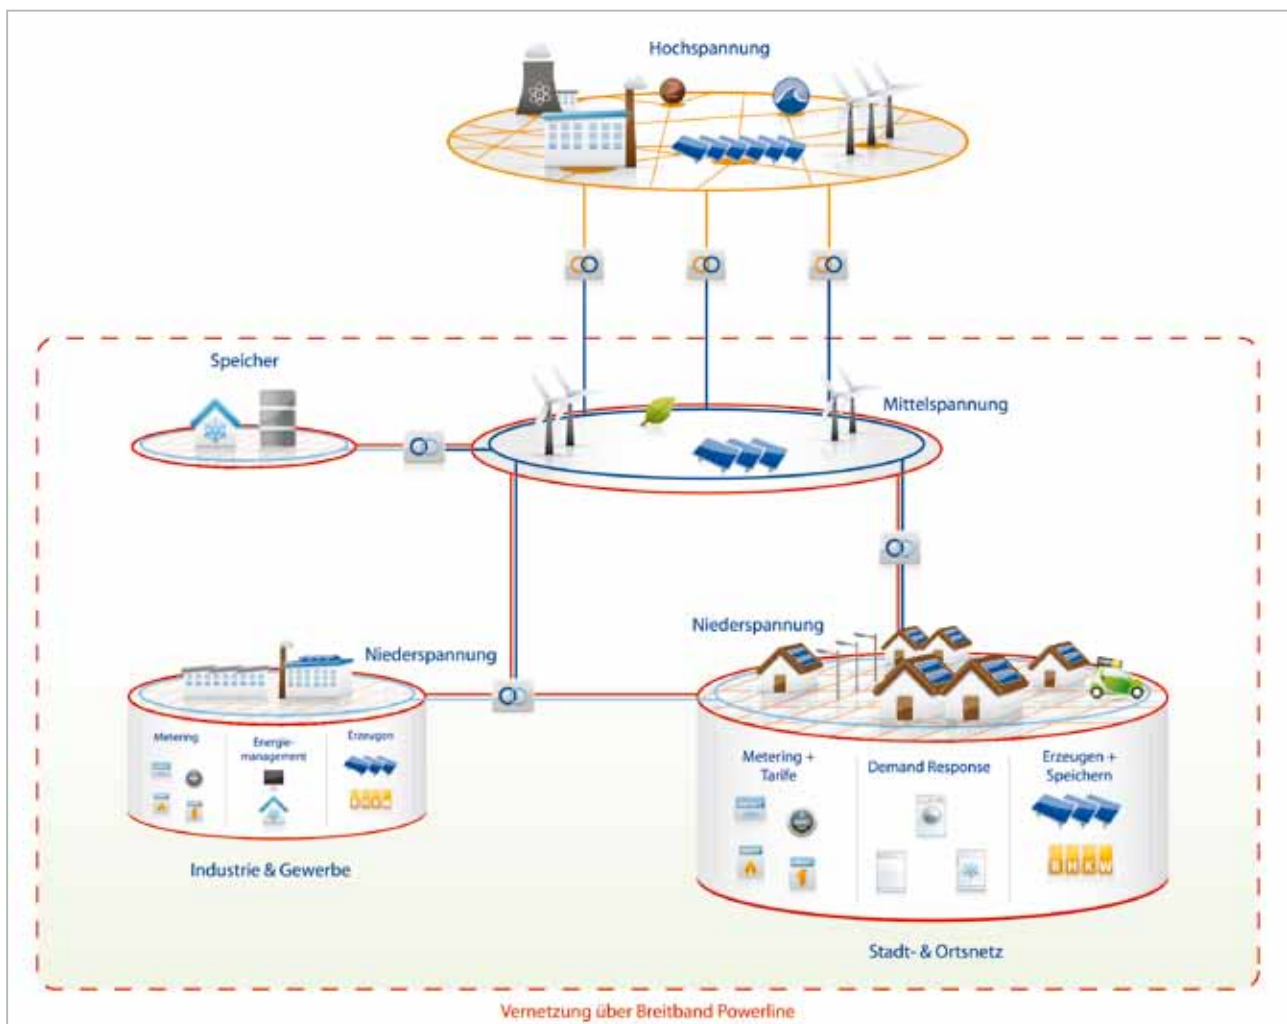 Hochspannung
Speicher
Mittelspannung
Niederspannung
Niederspannung
Metering
Energie-
management
Erzeugen
Metering +
Tarife
Demand Response
Erzeugen +
Speichern
BHKW
Industrie & Gewerbe
Stadt- & Ortsnetz
Vernetzung über Breitband Powerline